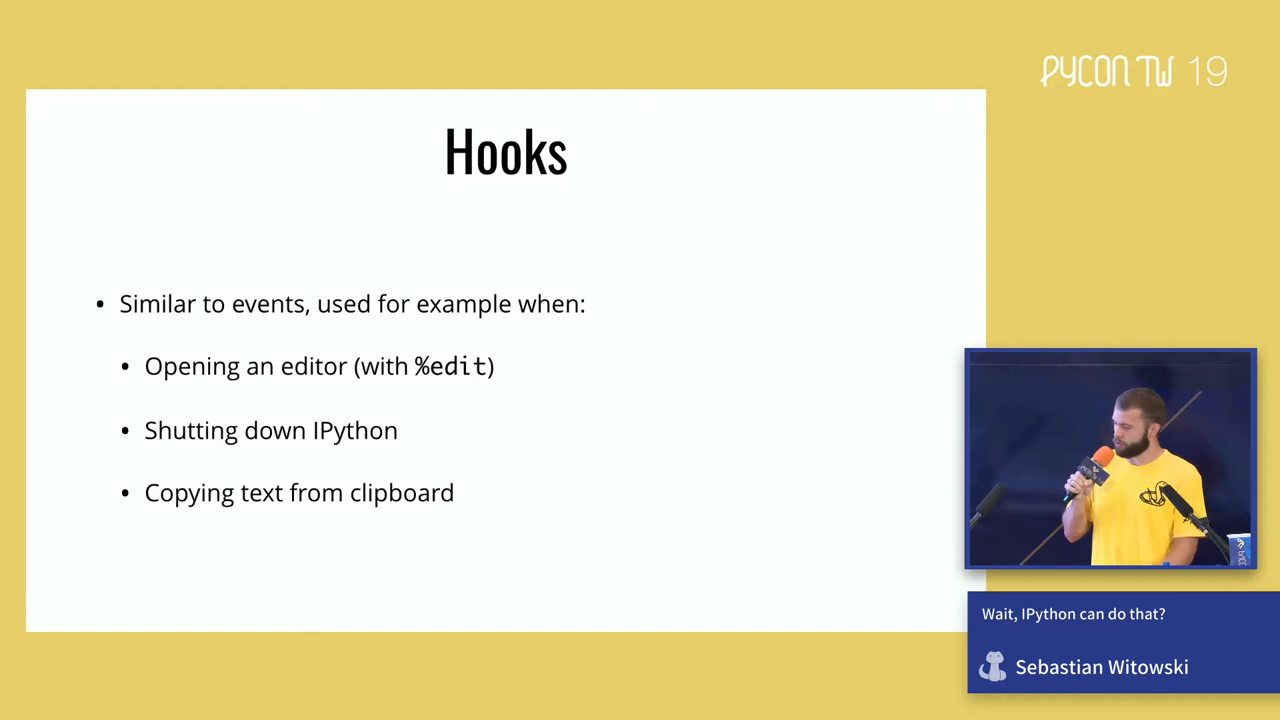 PYCON TW 19
Hooks
• Similar to events, used for example when:
• Opening an editor (with %edit)
• Shutting down IPython
• Copying text from clipboard
Wait, IPython can do that?
Sebastian Witowski